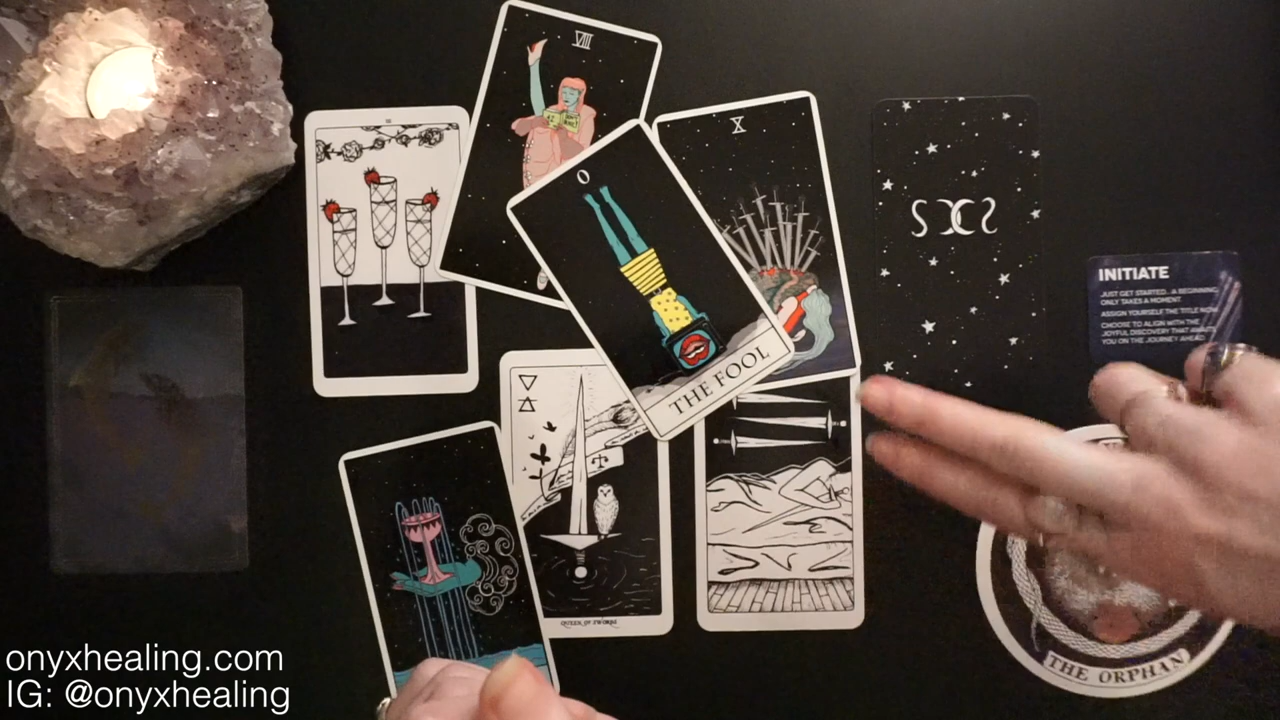 III
VIII
X
0
THE FOOL
INITIATE
JUST GET STARTED...A BEGINNING
ONLY TAKES A MOMENT.
ASSIGN YOURSELF THE TITLE NOW
CHOOSE TO ALIGN WITH THE
JOYFUL DISCOVERY THAT AWAITS
YOU ON THE JOURNEY AHEAD
QUEEN OF SWORDS
THE ORPHAN
onyxhealing.com
IG: @onyxhealing